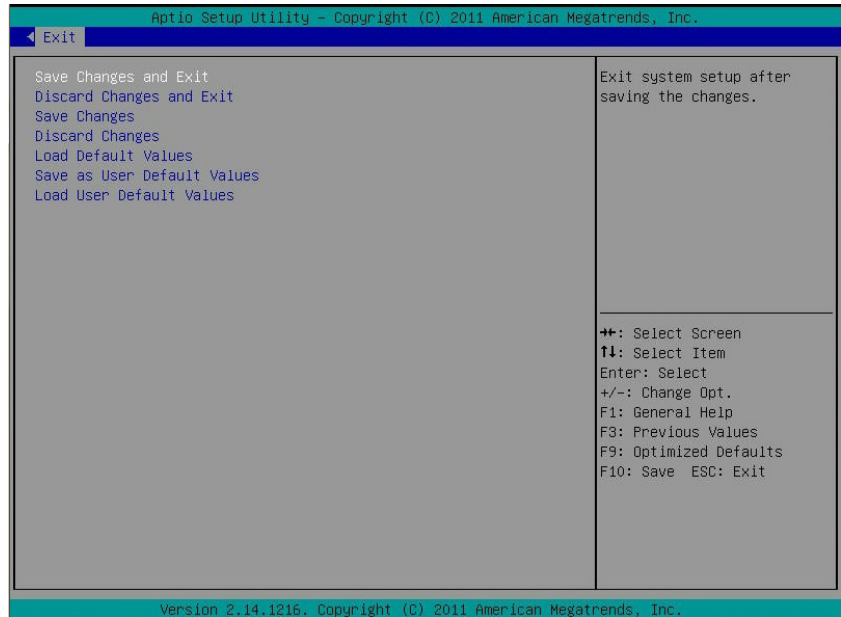 Aptio Setup Utility – Copyright (C) 2011 American Megatrends, Inc.
Exit
Save Changes and Exit
Discard Changes and Exit
Save Changes
Discard Changes
Load Default Values
Save as User Default Values
Load User Default Values
Exit system setup after
saving the changes.
→←: Select Screen
↑↓: Select Item
Enter: Select
+/-: Change Opt.
F1: General Help
F3: Previous Values
F9: Optimized Defaults
F10: Save ESC: Exit
Version 2.14.1216. Copyright (C) 2011 American Megatrends, Inc.